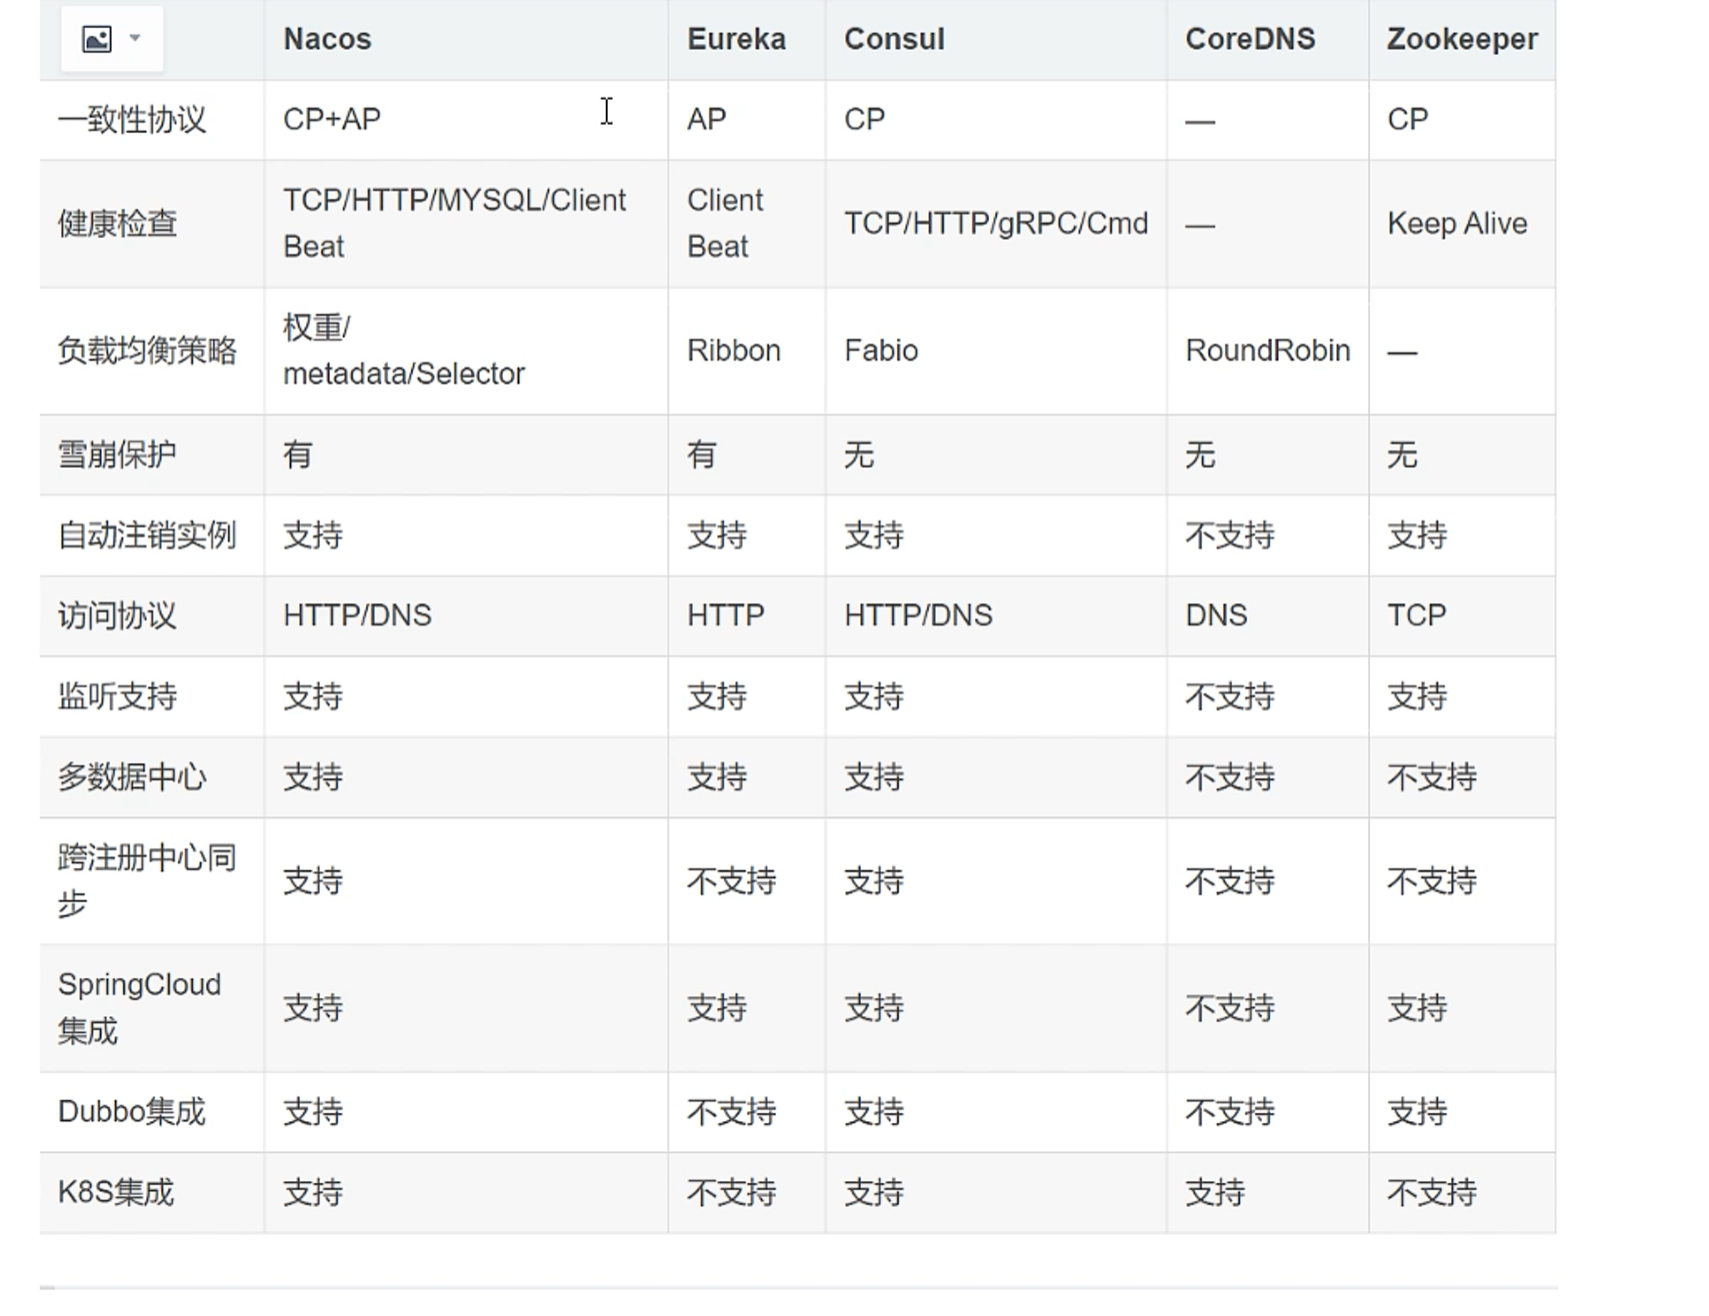 Nacos Eureka Consul CoreDNS Zookeeper
一致性协议 CP+AP AP CP — CP
健康检查 TCP/HTTP/MYSQL/Client Beat Client Beat TCP/HTTP/gRPC/Cmd — Keep Alive
负载均衡策略 权重/ metadata/Selector Ribbon Fabio RoundRobin —
雪崩保护 有 有 无 无 无
自动注销实例 支持 支持 支持 不支持 支持
访问协议 HTTP/DNS HTTP HTTP/DNS DNS TCP
监听支持 支持 支持 支持 不支持 支持
多数据中心 支持 支持 支持 不支持 不支持
跨注册中心同步 支持 不支持 支持 不支持 不支持
SpringCloud集成 支持 支持 支持 不支持 支持
Dubbo集成 支持 不支持 支持 不支持 支持
K8S集成 支持 不支持 支持 支持 不支持